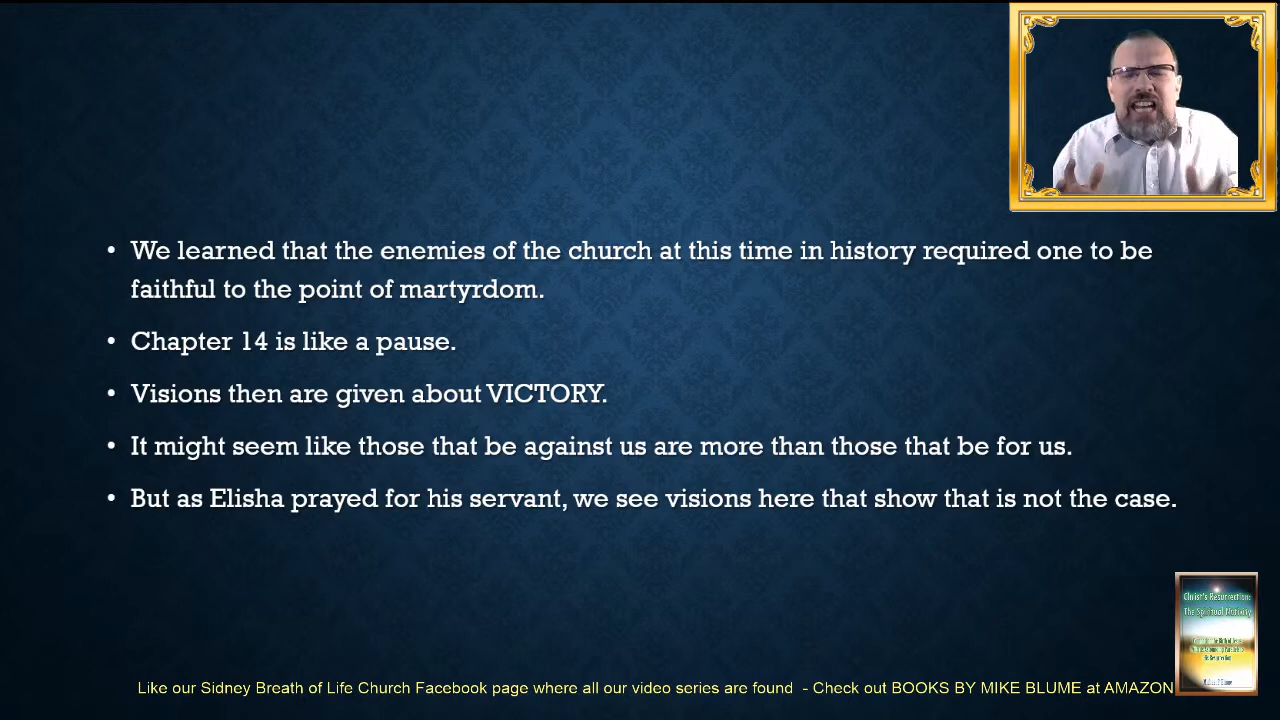 • We learned that the enemies of the church at this time in history required one to be
faithful to the point of martyrdom.
• Chapter 14 is like a pause.
• Visions then are given about VICTORY.
• It might seem like those that be against us are more than those that be for us.
• But as Elisha prayed for his servant, we see visions here that show that is not the case.
Christ's Resurrection:
The Spiritual Nativity
Like our Sidney Breath of Life Church Facebook page where all our video series are found - Check out BOOKS BY MIKE BLUME at AMAZON